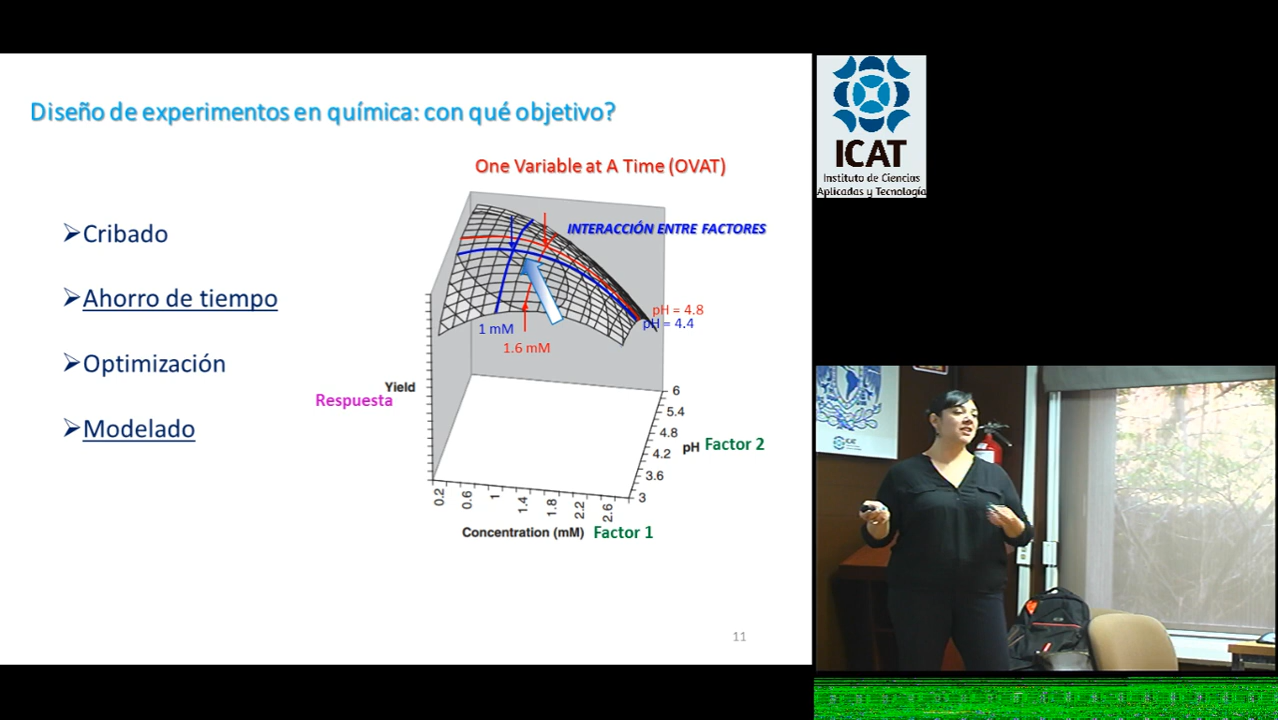 Diseño de experimentos en química: con qué objetivo?
One Variable at A Time (OVAT)
INTERACCIÓN ENTRE FACTORES
Cribado
Ahorro de tiempo
Optimización
Modelado
pH = 4.8
pH = 4.4
1 mM
1.6 mM
Yield
Respuesta
6
5.4
4.8
4.2
3.6
3
pH
Factor 2
0.2
0.6
1
1.4
1.8
2.2
2.6
Concentration (mM)
Factor 1
11
ICAT
Instituto de Ciencias
Aplicadas y Tecnología
ICAT